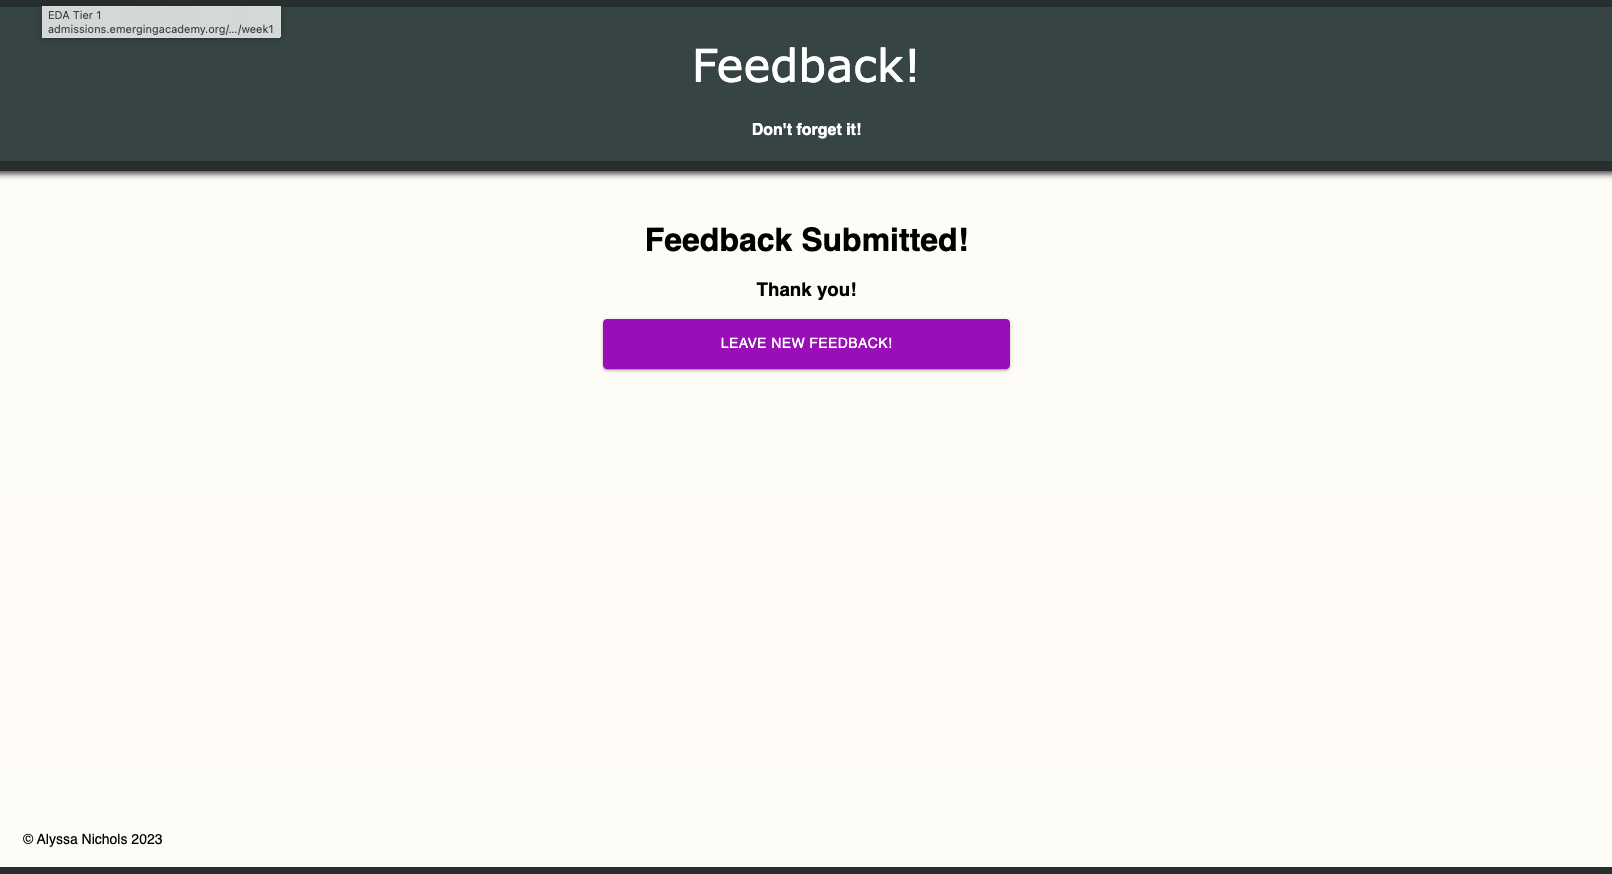 EDA Tier 1
admissions.emergingacademy.org/.../week1
Feedback!
Don't forget it!
Feedback Submitted!
Thank you!
LEAVE NEW FEEDBACK!
© Alyssa Nichols 2023